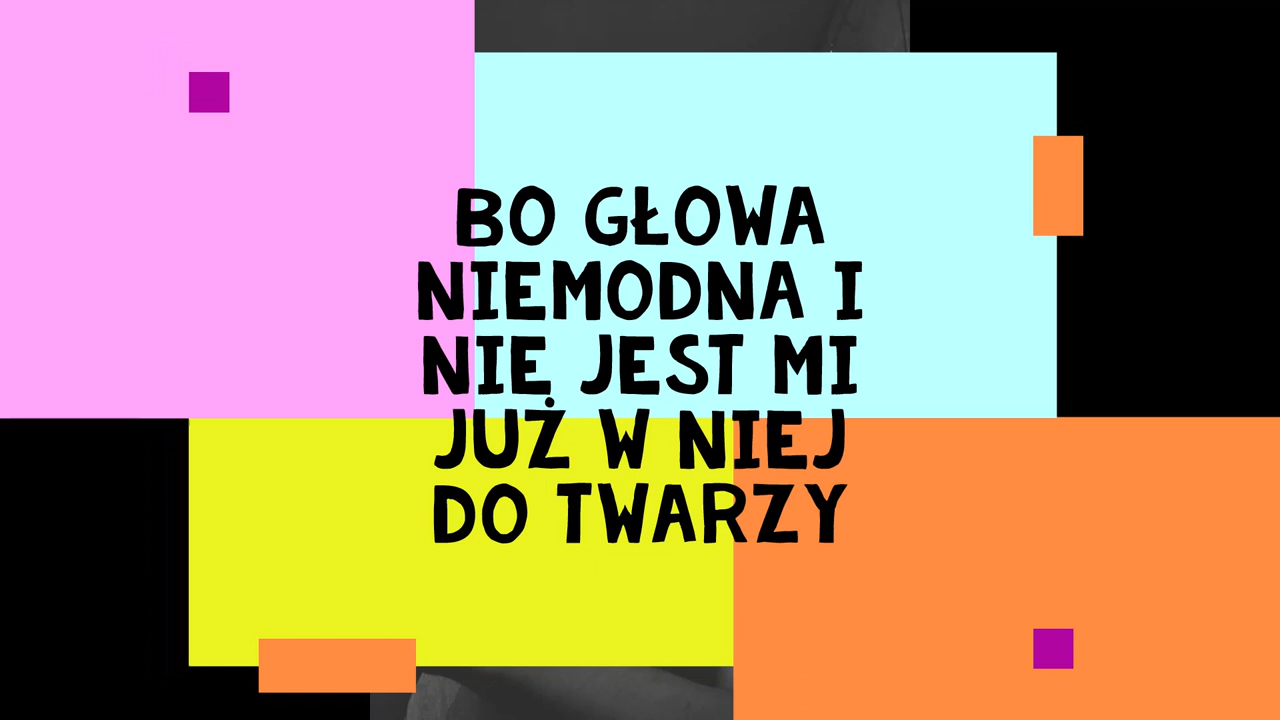 BO GŁOWA
NIEMODNA I
NIE JEST MI
JUŻ W NIEJ
DO TWARZY